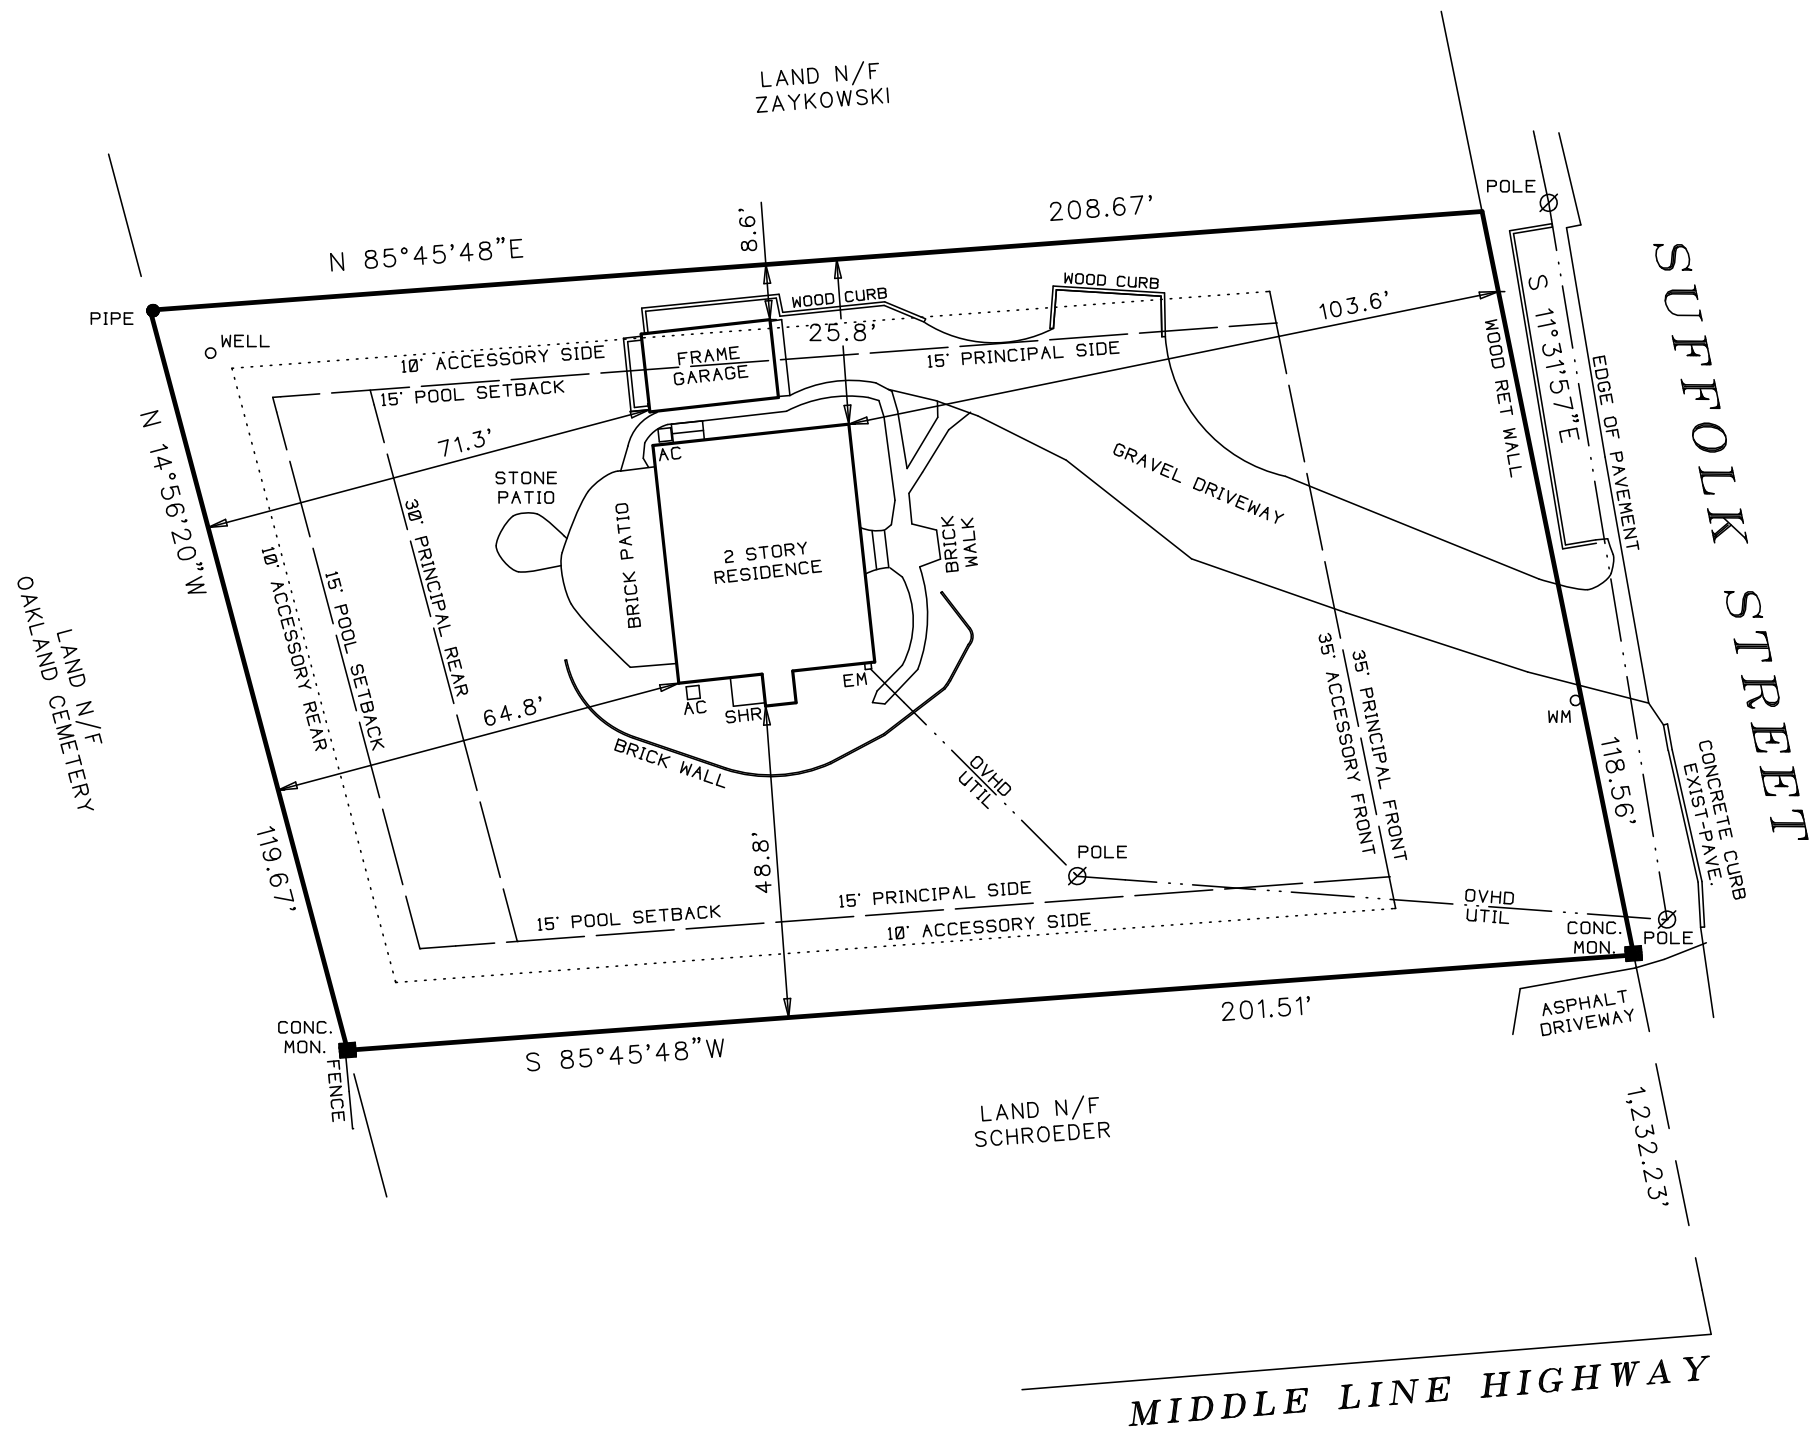 LAND N/F
ZAYKOWSKI
POLE
208.67'
8.6'
N 85°45'48"E
SUFFOLK STREET
PIPE
WELL
WOOD CURB
WOOD CURB
25.8'
103.6'
S 11°31'57"E
10' ACCESSORY SIDE
FRAME
GARAGE
15' PRINCIPAL SIDE
15' POOL SETBACK
WOOD RET WALL
EDGE OF PAVEMENT
N 14°56'20"W
71.3'
AC
STONE
PATIO
GRAVEL DRIVEWAY
30' PRINCIPAL REAR
BRICK PATIO
2 STORY
RESIDENCE
BRICK
WALK
10' ACCESSORY REAR
15' POOL SETBACK
LAND N/F
OAKLAND CEMETERY
35' PRINCIPAL FRONT
35' ACCESSORY FRONT
EM
64.8'
AC
SHR
WM
BRICK WALL
OVHD
UTIL
118.56'
CONCRETE CURB
EXIST-PAVE.
119.67'
48.8'
POLE
15' PRINCIPAL SIDE
15' POOL SETBACK
10' ACCESSORY SIDE
OVHD
UTIL
CONC.
MON.
POLE
201.51'
ASPHALT
DRIVEWAY
CONC.
MON.
S 85°45'48"W
FENCE
LAND N/F
SCHROEDER
1,232.23'
MIDDLE LINE HIGHWAY